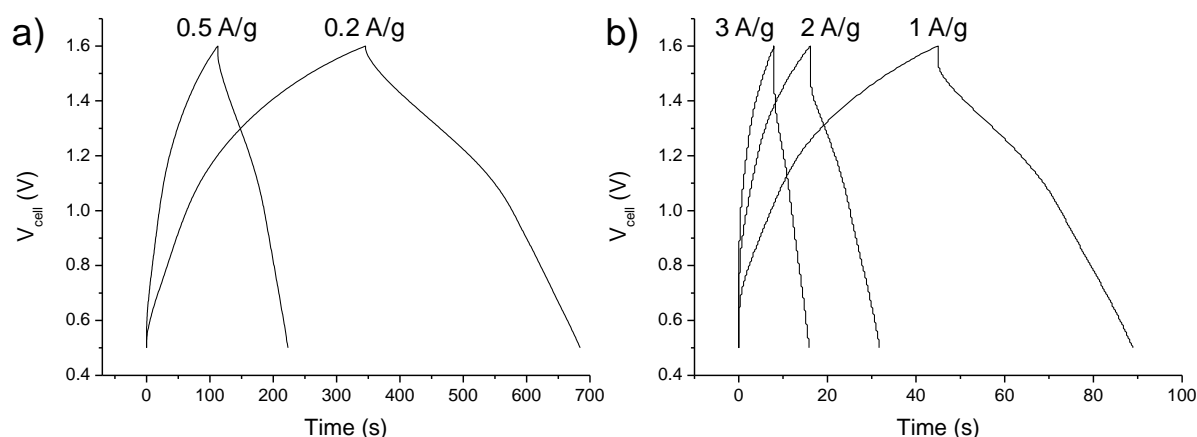 a)
0.5 A/g 0.2 A/g
1.6
1.4
1.2
1.0
0.8
0.6
0.4
V_cell (V)
0 100 200 300 400 500 600 700
Time (s)
b)
3 A/g 2 A/g 1 A/g
1.6
1.4
1.2
1.0
0.8
0.6
0.4
V_cell (V)
0 20 40 60 80 100
Time (s)